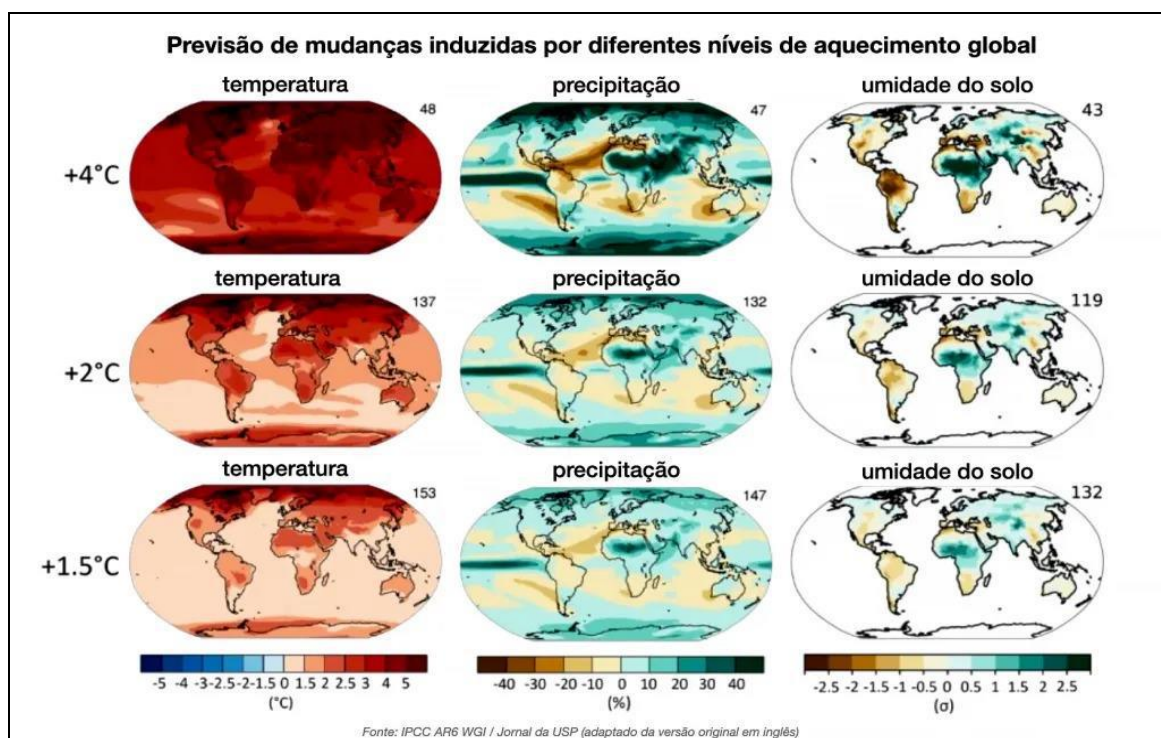 Previsão de mudanças induzidas por diferentes níveis de aquecimento global
temperatura precipitação umidade do solo
48 47 43
+4°C
temperatura precipitação umidade do solo
137 132 119
+2°C
temperatura precipitação umidade do solo
153 147 132
+1.5°C
-5 -4 -3 -2.5 -2 -1.5 -1 0 1 1.5 2 2.5 3 4 5
(°C)
-40 -30 -20 -10 0 10 20 30 40
(%)
-2.5 -2 -1.5 -1 -0.5 0 0.5 1 1.5 2 2.5
(σ)
Fonte: IPCC AR6 WGI / Jornal da USP (adaptado da versão original em inglês)